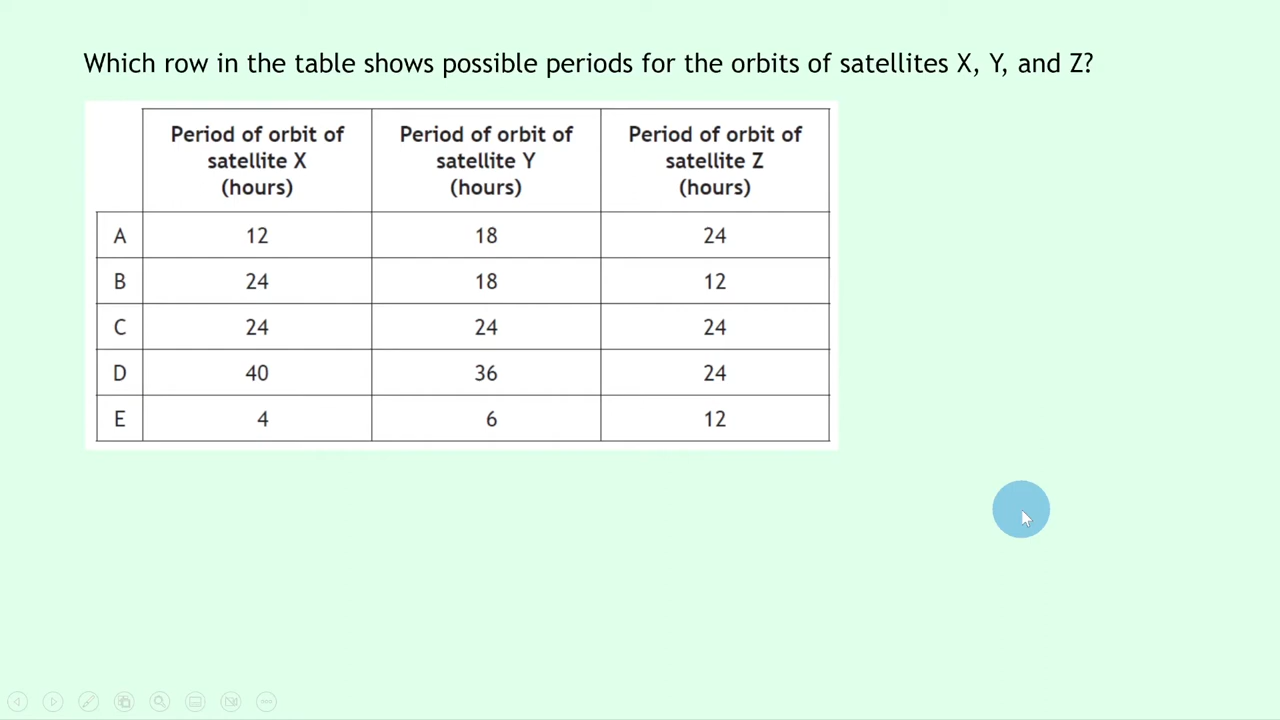 Which row in the table shows possible periods for the orbits of satellites X, Y, and Z?
Period of orbit of satellite X (hours) Period of orbit of satellite Y (hours) Period of orbit of satellite Z (hours)
A 12 18 24
B 24 18 12
C 24 24 24
D 40 36 24
E 4 6 12